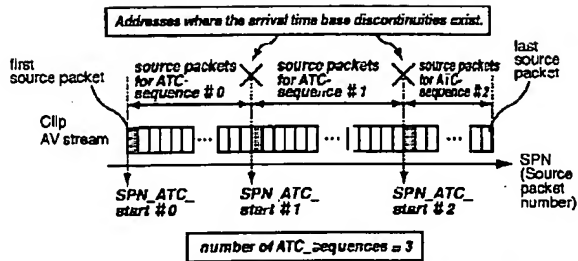 Addresses where the arrival time base discontinuities exist.
first
source packet
source packets
for ATC-
sequence # 0
source packets
for ATC-
sequence # 1
source packets
for ATC-
sequence # 2
last
source
packet
Clip
AV stream
...
...
...
SPN
(Source
packet
number)
SPN_ATC_
start # 0
SPN_ATC_
start # 1
SPN_ATC_
start # 2
number of ATC_sequences = 3